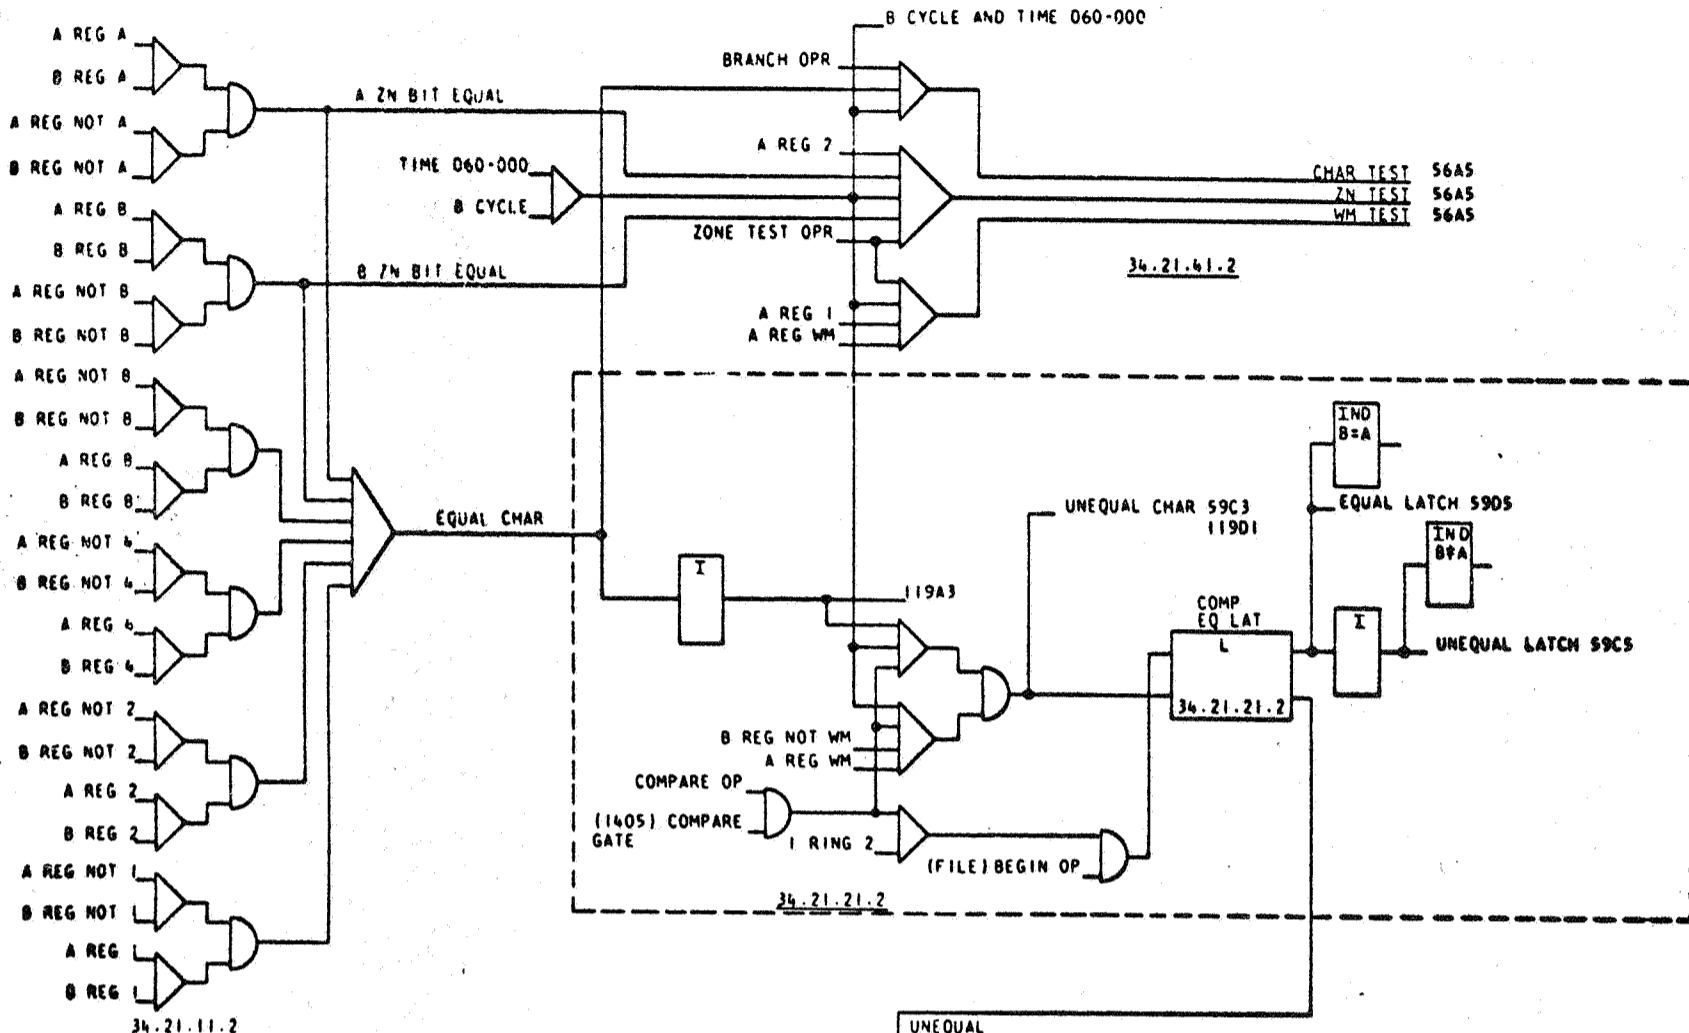 B CYCLE AND TIME 060-000
A REG A
B REG A
A REG NOT A
B REG NOT A
A REG B
B REG B
A REG NOT B
B REG NOT B
A REG NOT 8
B REG NOT 8
A REG 8
B REG 8
A REG NOT 4
B REG NOT 4
A REG 4
B REG 4
A REG NOT 2
B REG NOT 2
A REG 2
B REG 2
A REG NOT 1
B REG NOT 1
A REG 1
B REG 1
34.21.11.2
A ZN BIT EQUAL
B ZN BIT EQUAL
EQUAL CHAR
TIME 060-000
B CYCLE
BRANCH OPR
A REG 2
ZONE TEST OPR
A REG 1
A REG WM
CHAR TEST 56A5
ZN TEST 56A5
WM TEST 56A5
34.21.41.2
I
119A3
UNEQUAL CHAR 59C3
119D1
B REG NOT WM
A REG WM
COMPARE OP
(1405) COMPARE
GATE
I RING 2
(FILE) BEGIN OP
34.21.21.2
COMP
EQ LAT
L
34.21.21.2
IND
B=A
EQUAL LATCH 59D5
IND
B≠A
I
UNEQUAL LATCH 59C5
UNEQUAL